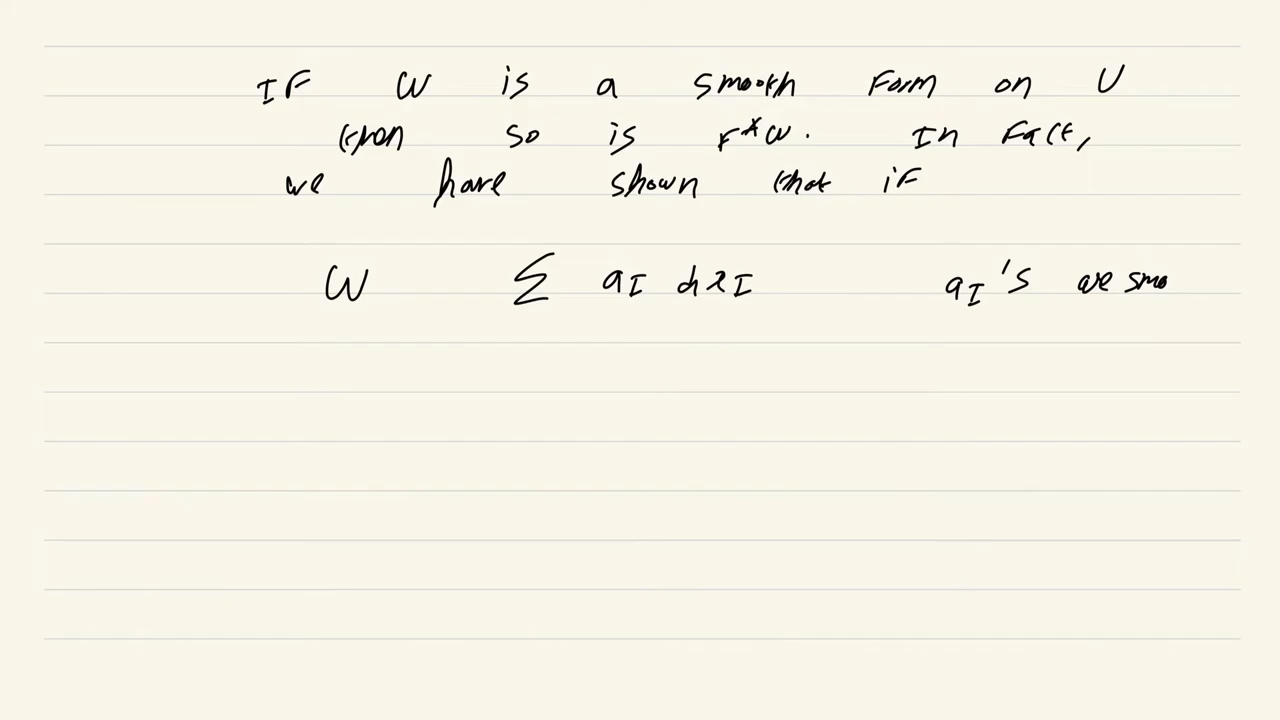 IF ω is a smooth Form on U
then so is F*ω. In Fact,
we have shown that iF
ω Σ a_I dx_I a_I's are smo